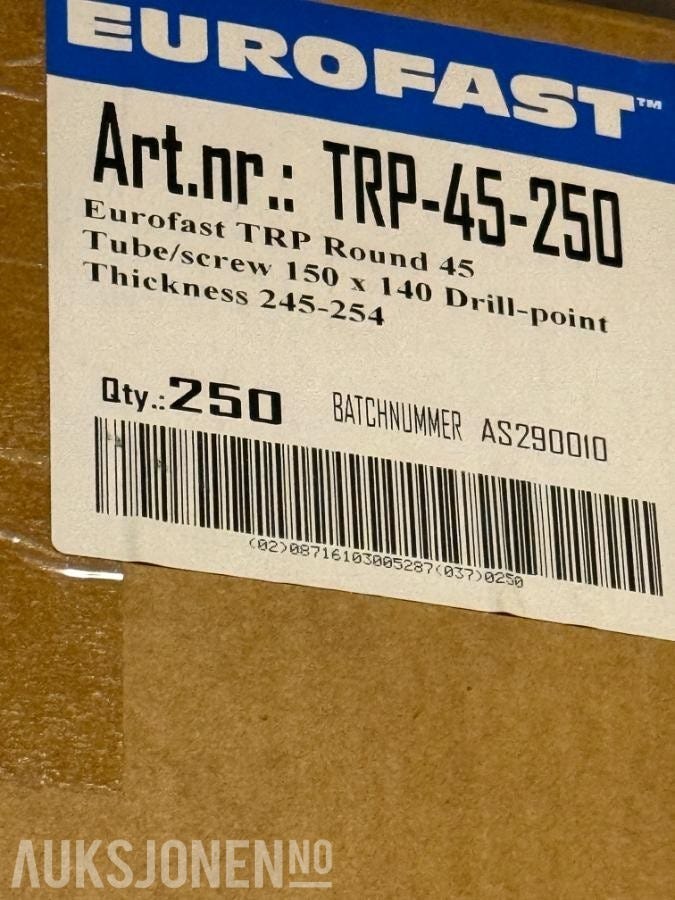 EUROFAST™
Art.nr.: TRP-45-250
Eurofast TRP Round 45
Tube/screw 150 x 140 Drill-point
Thickness 245-254
Qty.: 250 BATCHNUMMER AS290010
(02)08716103005287(037)0250
AUKSJONEN NO